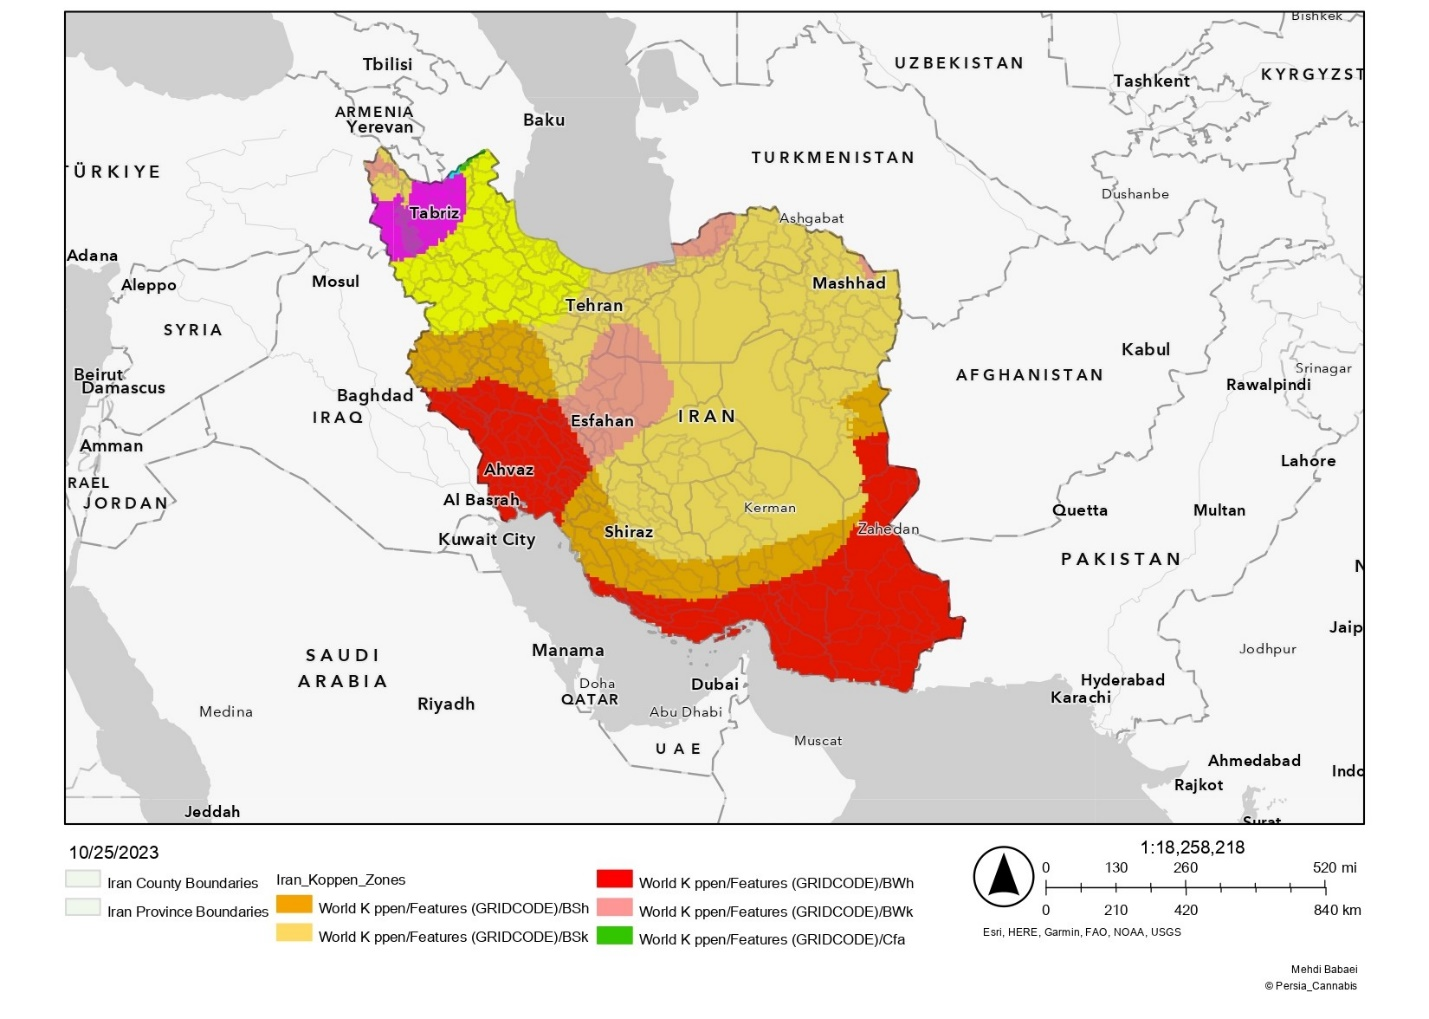 Bishkek
Tbilisi
UZBEKISTAN
Tashkent
KYRGYZST
ARMENIA
Yerevan
Baku
TURKMENISTAN
ÜRKIYE
Dushanbe
Tabriz
Ashgabat
Adana
Aleppo
Mosul
Mashhad
Tehran
SYRIA
Kabul
Srinagar
Beirut
Damascus
AFGHANISTAN
Rawalpindi
Baghdad
IRAQ
Esfahan
IRAN
Amman
Lahore
Ahvaz
RAEL
JORDAN
Al Basrah
Kerman
Quetta
Multan
Kuwait City
Shiraz
Zahedan
PAKISTAN
N
Jaip
SAUDI
ARABIA
Manama
Jodhpur
Doha
QATAR
Dubai
Hyderabad
Karachi
Medina
Riyadh
Abu Dhabi
UAE
Muscat
Ahmedabad
Indo
Rajkot
Jeddah
Surat
10/25/2023
Iran County Boundaries
Iran Province Boundaries
Iran_Koppen_Zones
World K ppen/Features (GRIDCODE)/BSh
World K ppen/Features (GRIDCODE)/BSk
World K ppen/Features (GRIDCODE)/BWh
World K ppen/Features (GRIDCODE)/BWk
World K ppen/Features (GRIDCODE)/Cfa
1:18,258,218
0 130 260 520 mi
0 210 420 840 km
Esri, HERE, Garmin, FAO, NOAA, USGS
Mehdi Babaei
© Persia_Cannabis